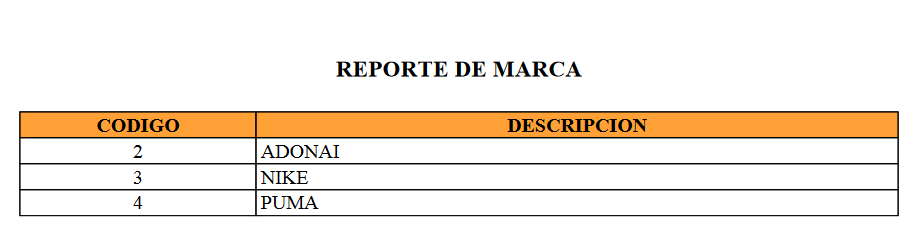 REPORTE DE MARCA
CODIGO DESCRIPCION
2 ADONAI
3 NIKE
4 PUMA